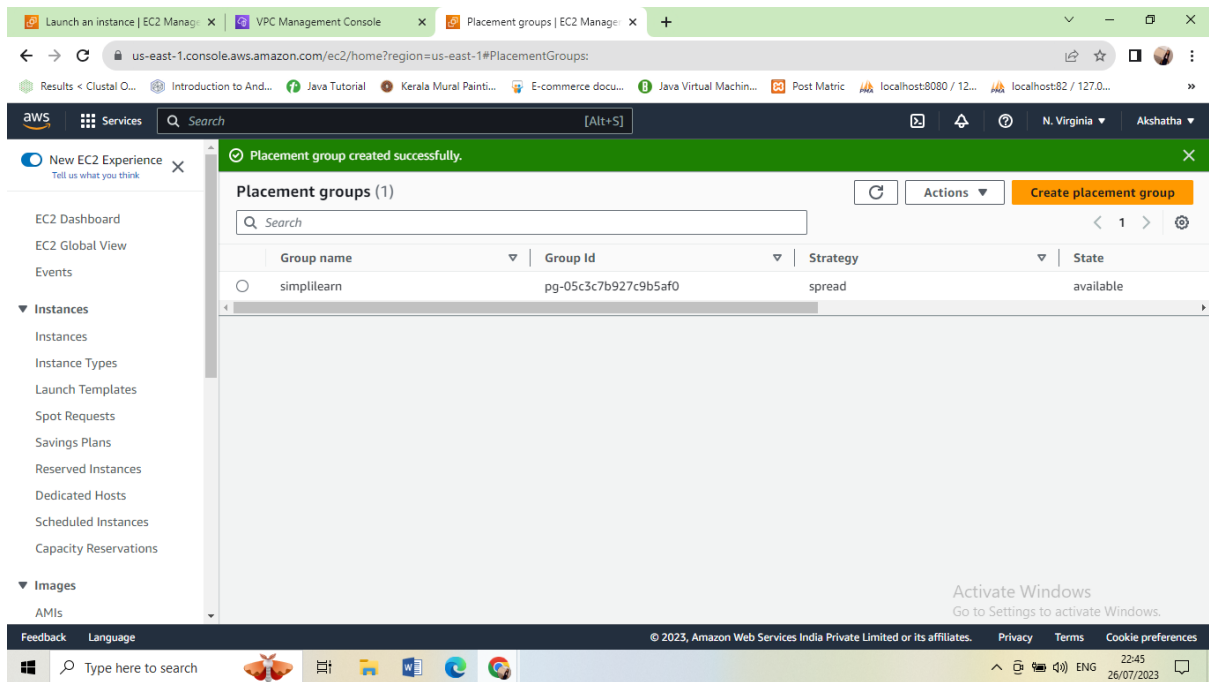 Launch an instance | EC2 Manage
VPC Management Console
Placement groups | EC2 Manage
us-east-1.console.aws.amazon.com/ec2/home?region=us-east-1#PlacementGroups:
Results < Clustal O...
Introduction to And...
Java Tutorial
Kerala Mural Painti...
E-commerce docu...
Java Virtual Machin...
Post Matric
localhost:8080 / 12...
localhost:82 / 127.0...
aws
Services
Search
[Alt+S]
N. Virginia
Akshatha
New EC2 Experience
Tell us what you think
EC2 Dashboard
EC2 Global View
Events
Instances
Instances
Instance Types
Launch Templates
Spot Requests
Savings Plans
Reserved Instances
Dedicated Hosts
Scheduled Instances
Capacity Reservations
Images
AMIs
Placement group created successfully.
Placement groups (1)
Actions
Create placement group
Search
1
Group name
Group Id
Strategy
State
simplilearn
pg-05c3c7b927c9b5af0
spread
available
Activate Windows
Go to Settings to activate Windows.
Feedback
Language
© 2023, Amazon Web Services India Private Limited or its affiliates.
Privacy
Terms
Cookie preferences
Type here to search
ENG
22:45
26/07/2023